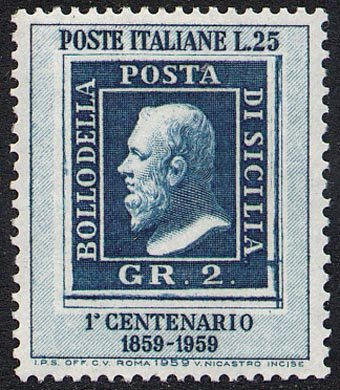 POSTE ITALIANE L.25
POSTA
BOLLO DELLA
DI SICILIA
GR. 2.
1° CENTENARIO
1859-1959
I.P.S. OFF. C.V. ROMA 1959 V. NICASTRO INCISE